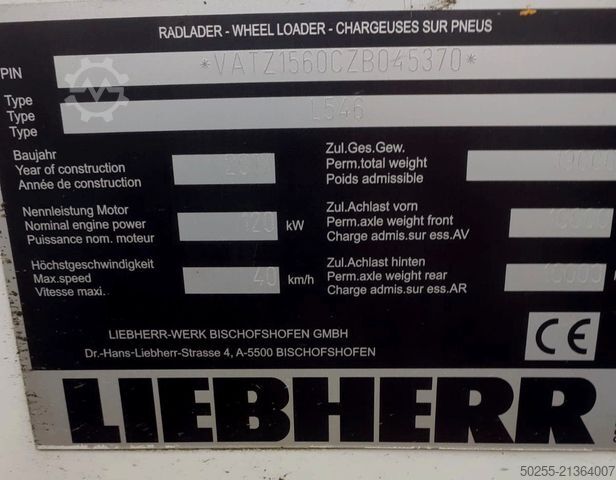 RADLADER - WHEEL LOADER - CHARGEUSES SUR PNEUS
PIN *VATZ1560CZB045370*
Type
Type L546
Type
Baujahr
Year of construction
Année de construction
Zul.Ges.Gew.
Perm.total weight
Poids admissible
Nennleistung Motor
Nominal engine power 120 kW
Puissance nom. moteur
Zul.Achlast vorn
Perm.axle weight front 10000
Charge admis.sur ess.AV
Höchstgeschwindigkeit
Max.speed 40 km/h
Vitesse maxi.
Zul.Achlast hinten
Perm.axle weight rear 10000
Charge admis.sur ess.AR
LIEBHERR-WERK BISCHOFSHOFEN GMBH
Dr.-Hans-Liebherr-Strasse 4, A-5500 BISCHOFSHOFEN
CE
LIEBHERR
50255-21364007